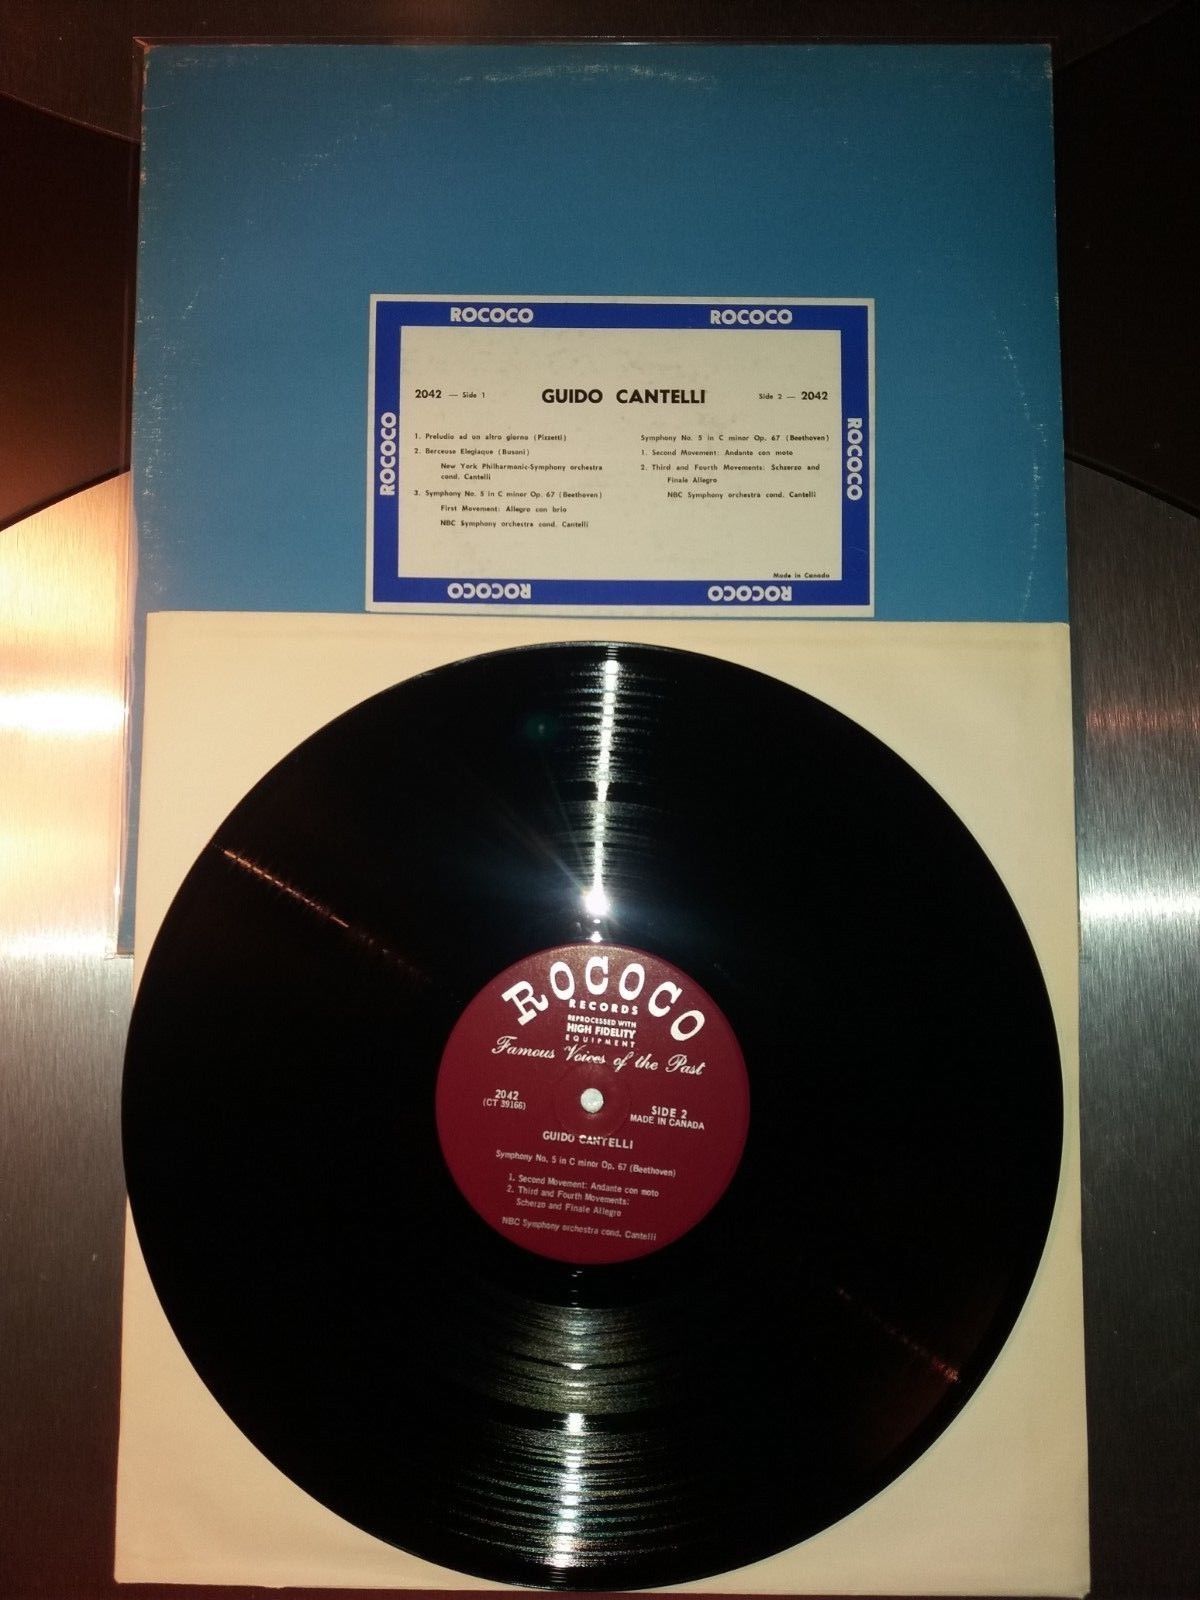 ROCOCO ROCOCO
2042 — Side 1 GUIDO CANTELLI Side 2 — 2042
1. Preludio ad un altro giorno (Pizzetti)
2. Berceuse Elegiaque (Busoni)
New York Philharmonic-Symphony orchestra
cond. Cantelli
3. Symphony No. 5 in C minor Op. 67 (Beethoven)
First Movement: Allegro con brio
NBC Symphony orchestra cond. Cantelli
Symphony No. 5 in C minor Op. 67 (Beethoven)
1. Second Movement: Andante con moto
2. Third and Fourth Movements: Schzerzo and
Finale Allegro
NBC Symphony orchestra cond. Cantelli
Made in Canada
ROCOCO
ROCOCO
ROCOCO ROCOCO
ROCOCO
RECORDS
REPROCESSED WITH
HIGH FIDELITY
EQUIPMENT
Famous Voices of the Past
2042
(CT 39166)
SIDE 2
MADE IN CANADA
GUIDO CANTELLI
Symphony No. 5 in C minor Op. 67 (Beethoven)
1. Second Movement: Andante con moto
2. Third and Fourth Movements:
Scherzo and Finale Allegro
NBC Symphony orchestra cond. Cantelli